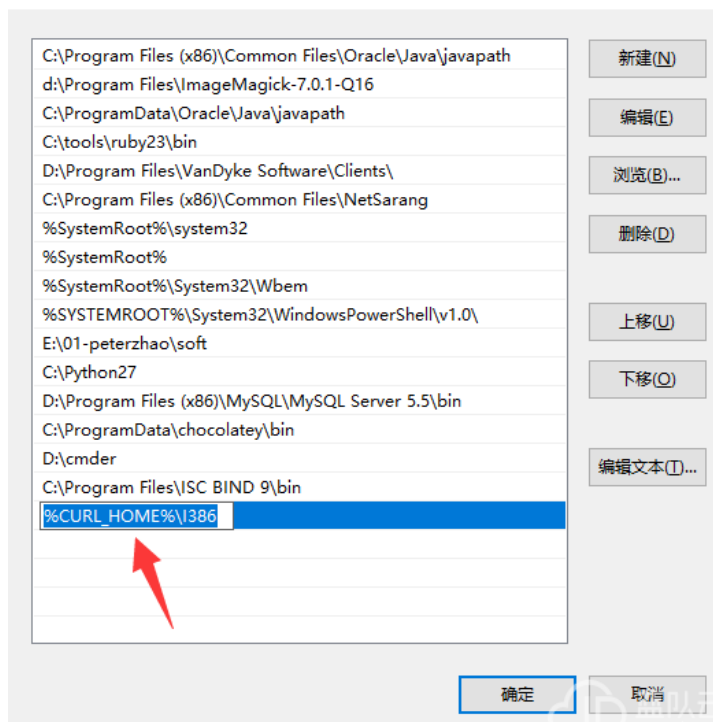 C:\Program Files (x86)\Common Files\Oracle\Java\javapath
d:\Program Files\ImageMagick-7.0.1-Q16
C:\ProgramData\Oracle\Java\javapath
C:\tools\ruby23\bin
D:\Program Files\VanDyke Software\Clients\
C:\Program Files (x86)\Common Files\NetSarang
%SystemRoot%\system32
%SystemRoot%
%SystemRoot%\System32\Wbem
%SYSTEMROOT%\System32\WindowsPowerShell\v1.0\
E:\01-peterzhao\soft
C:\Python27
D:\Program Files (x86)\MySQL\MySQL Server 5.5\bin
C:\ProgramData\chocolatey\bin
D:\cmder
C:\Program Files\ISC BIND 9\bin
%CURL_HOME%\I386
新建(N)
编辑(E)
浏览(B)...
删除(D)
上移(U)
下移(O)
编辑文本(T)...
确定
取消